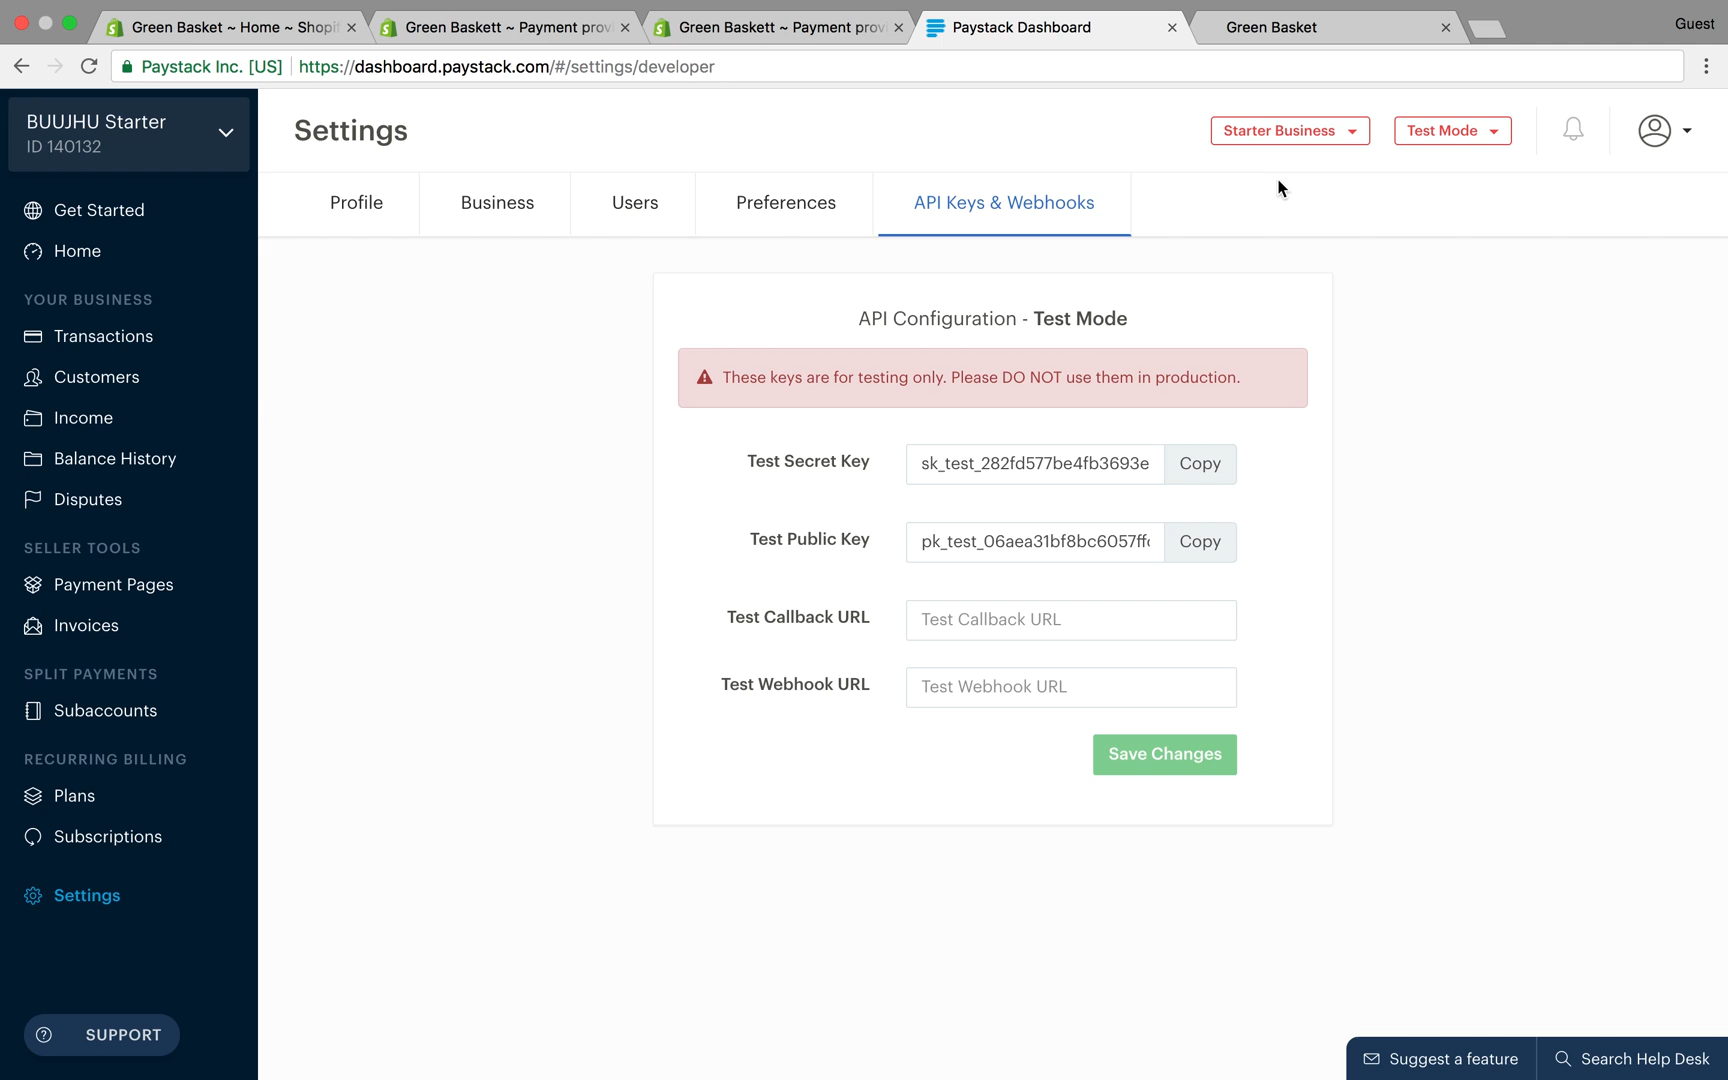 Green Basket ~ Home ~ Shopi
Green Baskett ~ Payment prov
Green Baskett ~ Payment prov
Paystack Dashboard
Green Basket
Guest
Paystack Inc. [US]
https://dashboard.paystack.com/#/settings/developer
BUUJHU Starter
ID 140132
Get Started
Home
YOUR BUSINESS
Transactions
Customers
Income
Balance History
Disputes
SELLER TOOLS
Payment Pages
Invoices
SPLIT PAYMENTS
Subaccounts
RECURRING BILLING
Plans
Subscriptions
Settings
SUPPORT
Settings
Starter Business
Test Mode
Profile
Business
Users
Preferences
API Keys & Webhooks
API Configuration - Test Mode
These keys are for testing only. Please DO NOT use them in production.
Test Secret Key
sk_test_282fd577be4fb3693e
Copy
Test Public Key
pk_test_06aea31bf8bc6057ff
Copy
Test Callback URL
Test Callback URL
Test Webhook URL
Test Webhook URL
Save Changes
Suggest a feature
Search Help Desk